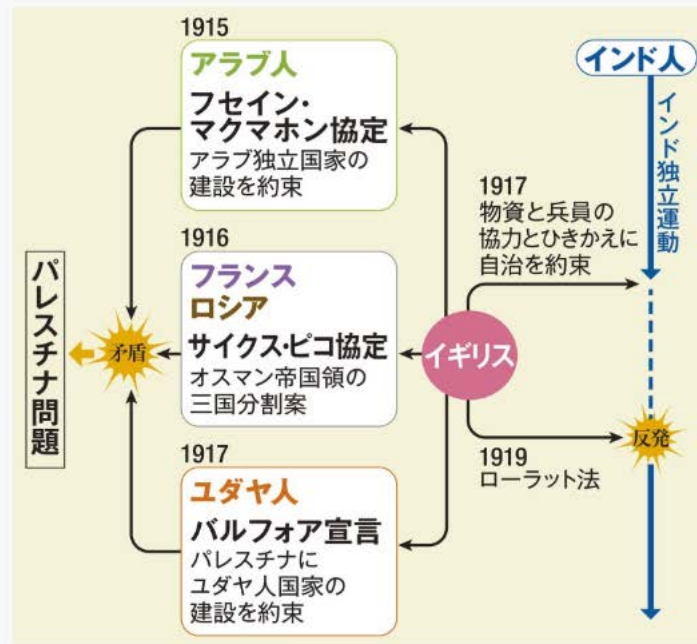 1915
アラブ人
フセイン・
マクマホン協定
アラブ独立国家の
建設を約束
1916
フランス
ロシア
サイクス・ピコ協定
オスマン帝国領の
三国分割案
1917
ユダヤ人
バルフォア宣言
パレスチナに
ユダヤ人国家の
建設を約束
矛盾
パレスチナ問題
イギリス
インド人
インド独立運動
1917
物資と兵員の
協力とひきかえに
自治を約束
反発
1919
ローラット法